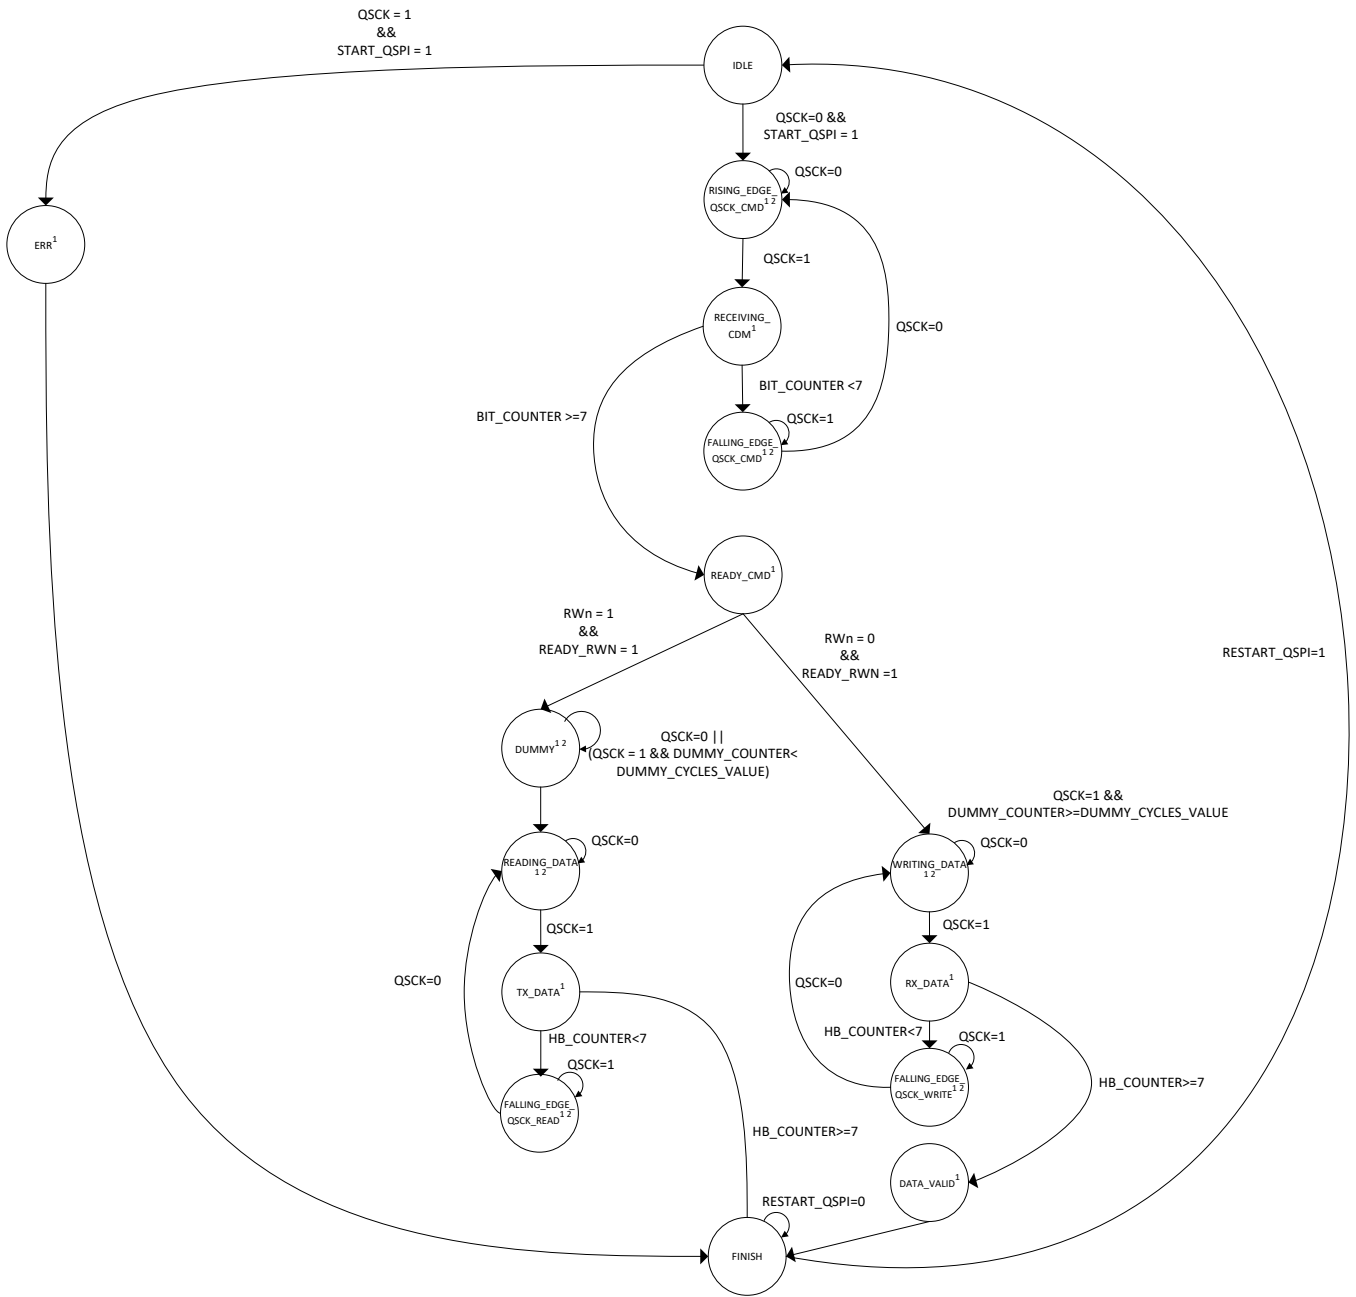 QSCK = 1
&&
START_QSPI = 1
IDLE
QSCK=0 &&
START_QSPI = 1
QSCK=0
RISING_EDGE_
QSCK_CMD¹ ²
ERR¹
QSCK=1
RECEIVING_
CDM¹
QSCK=0
BIT_COUNTER <7
BIT_COUNTER >=7
QSCK=1
FALLING_EDGE_
QSCK_CMD¹ ²
READY_CMD¹
RWn = 1
&&
READY_RWN = 1
RWn = 0
&&
READY_RWN =1
RESTART_QSPI=1
DUMMY¹ ²
QSCK=0 ||
(QSCK = 1 && DUMMY_COUNTER<
DUMMY_CYCLES_VALUE)
QSCK=1 &&
DUMMY_COUNTER>=DUMMY_CYCLES_VALUE
QSCK=0
READING_DATA
¹ ²
QSCK=0
WRITING_DATA
¹ ²
QSCK=1
QSCK=1
QSCK=0
TX_DATA¹
QSCK=0
RX_DATA¹
HB_COUNTER<7
HB_COUNTER<7
QSCK=1
QSCK=1
FALLING_EDGE_
QSCK_READ¹ ²
FALLING_EDGE_
QSCK_WRITE¹ ²
HB_COUNTER>=7
HB_COUNTER>=7
DATA_VALID¹
RESTART_QSPI=0
FINISH